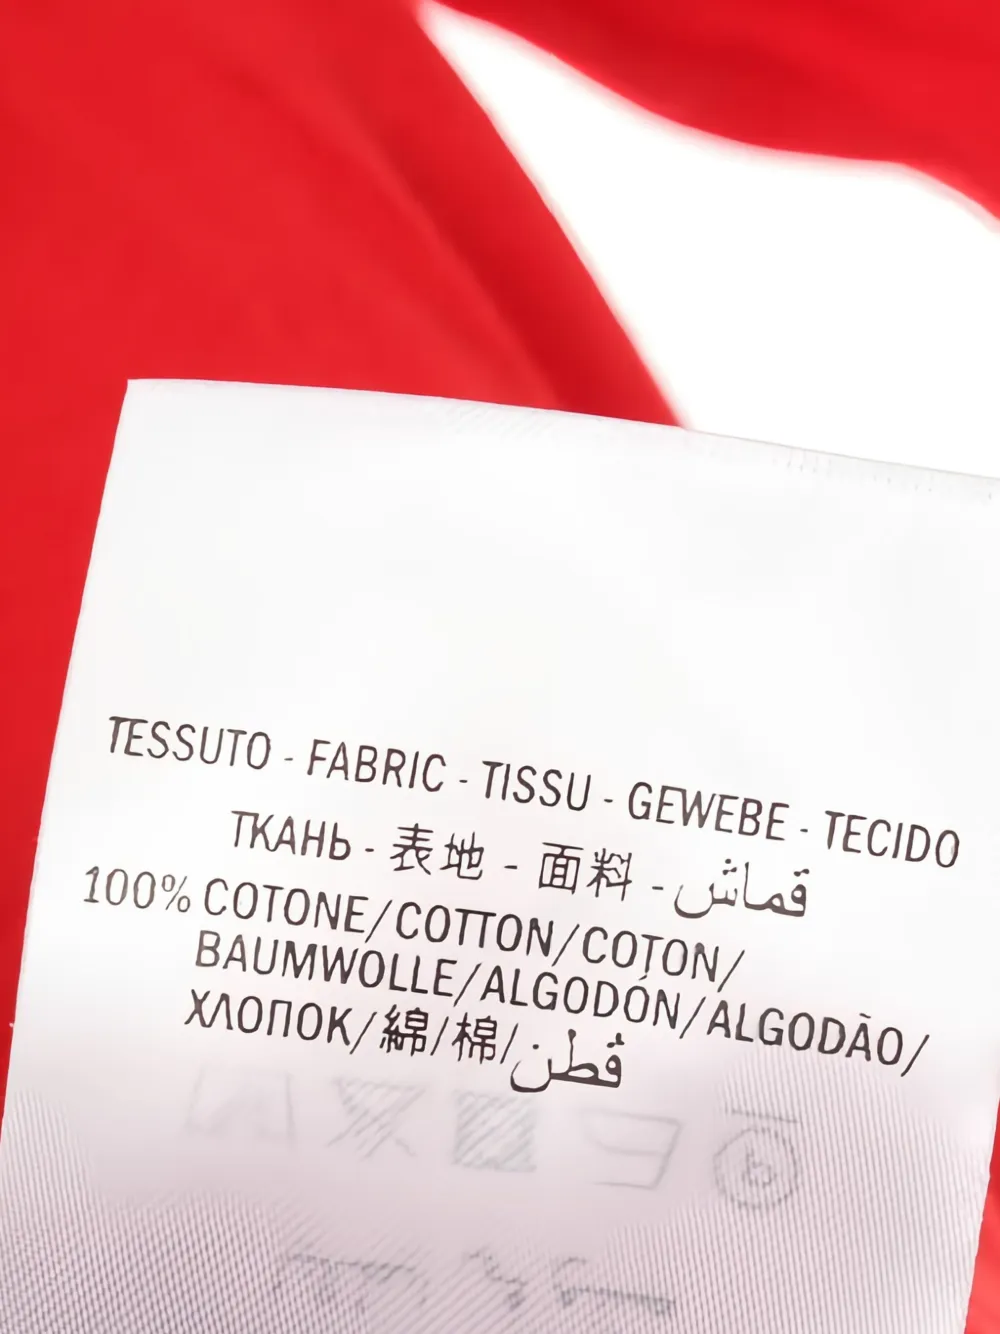 TESSUTO - FABRIC - TISSU - GEWEBE - TECIDO
ТКАНЬ - 表地 - 面料 - قماش
100% COTONE/COTTON/COTON/
BAUMWOLLE/ALGODÓN/ALGODÃO/
ХЛОПОК/綿/棉/قطن